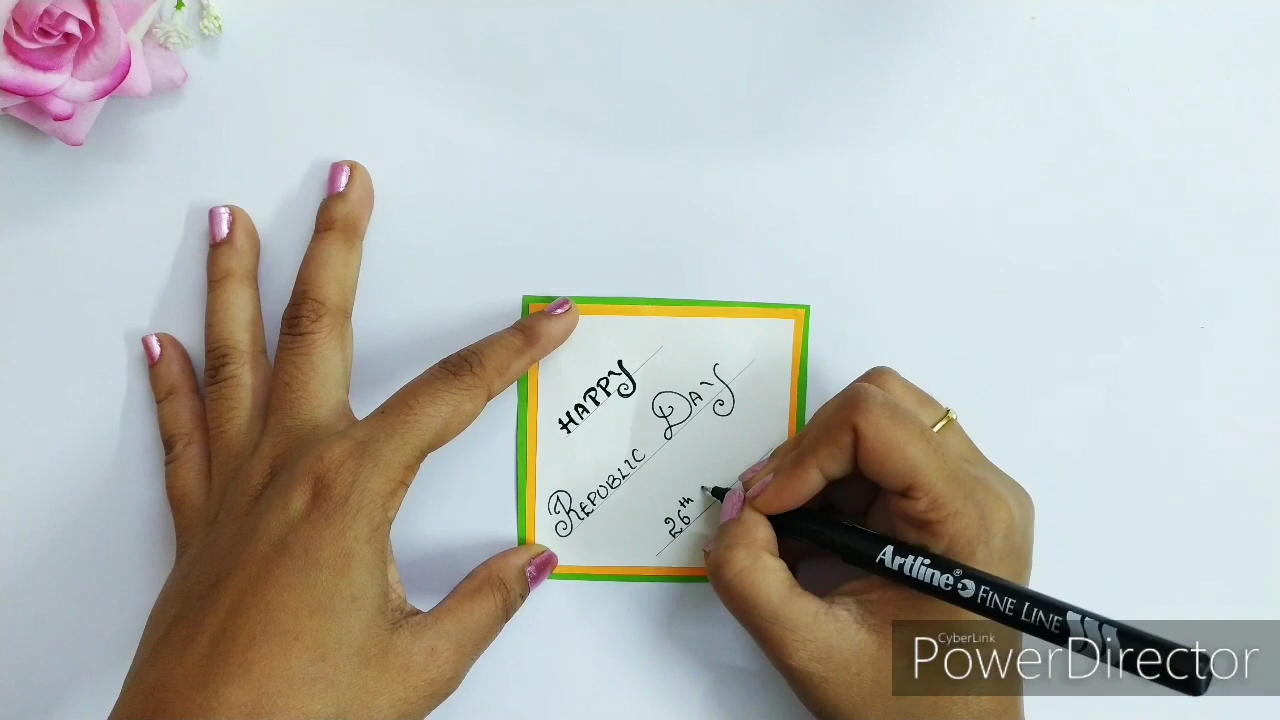 HAPPY
REPUBLIC DAY
26th
Artline® FINE LINE
CyberLink
PowerDirector